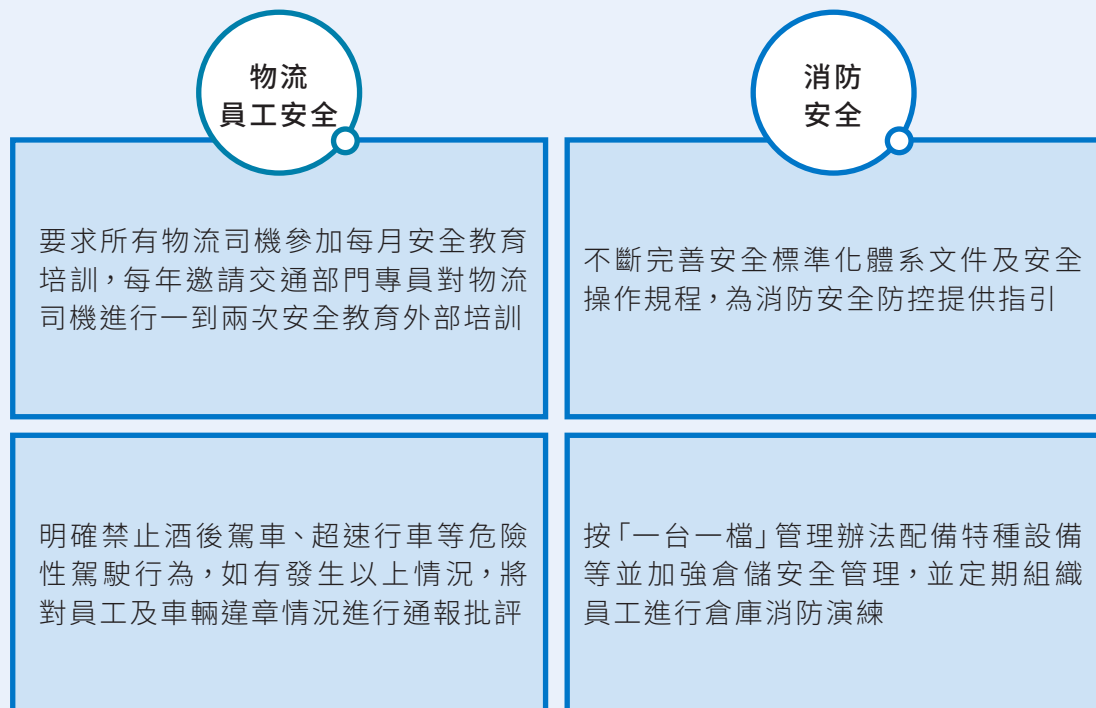 物流
員工安全
要求所有物流司機參加每月安全教育
培訓，每年邀請交通部門專員對物流
司機進行一到兩次安全教育外部培訓
明確禁止酒後駕車、超速行車等危險
性駕駛行為，如有發生以上情況，將
對員工及車輛違章情況進行通報批評
消防
安全
不斷完善安全標準化體系文件及安全
操作規程，為消防安全防控提供指引
按「一台一檔」管理辦法配備特種設備
等並加強倉儲安全管理，並定期組織
員工進行倉庫消防演練